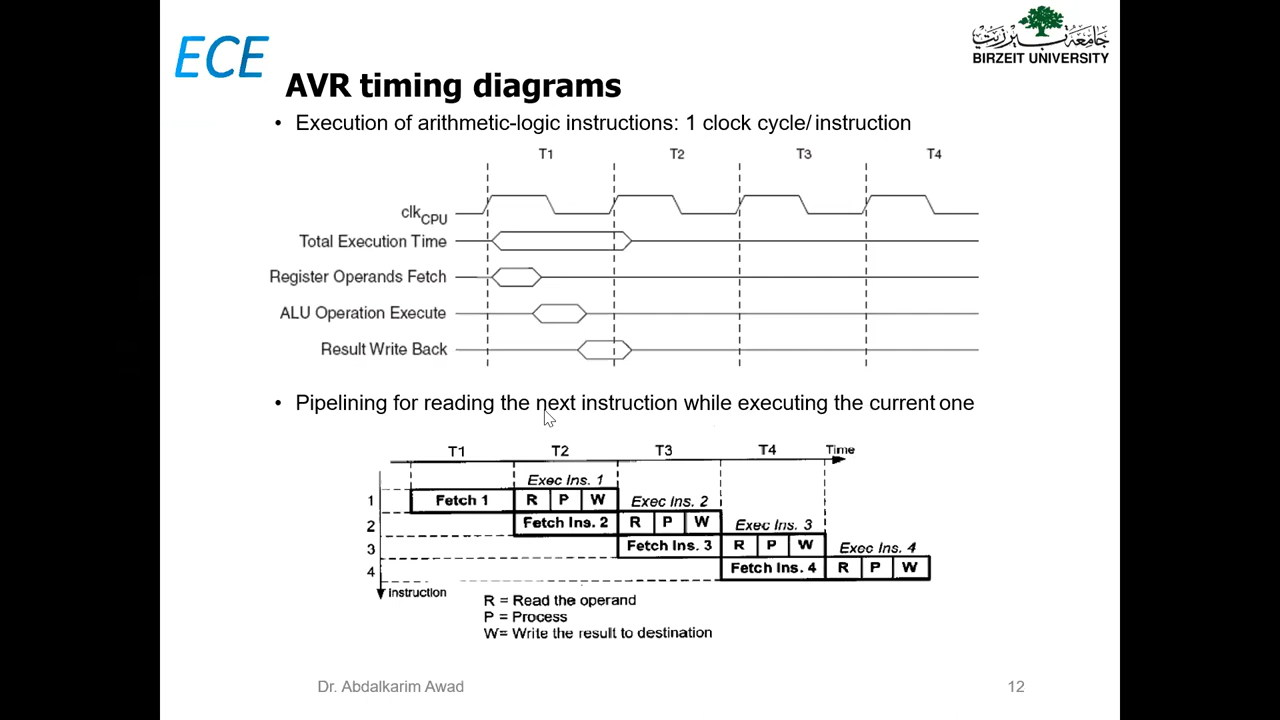 ECE
جامعة بيرزيت
BIRZEIT UNIVERSITY
AVR timing diagrams
• Execution of arithmetic-logic instructions: 1 clock cycle/ instruction
T1 T2 T3 T4
clkCPU
Total Execution Time
Register Operands Fetch
ALU Operation Execute
Result Write Back
• Pipelining for reading the next instruction while executing the current one
T1 T2 T3 T4 Time
Exec Ins. 1
1 Fetch 1 R P W Exec Ins. 2
2 Fetch Ins. 2 R P W Exec Ins. 3
3 Fetch Ins. 3 R P W Exec Ins. 4
4 Fetch Ins. 4 R P W
Instruction
R = Read the operand
P = Process
W= Write the result to destination
Dr. Abdalkarim Awad
12